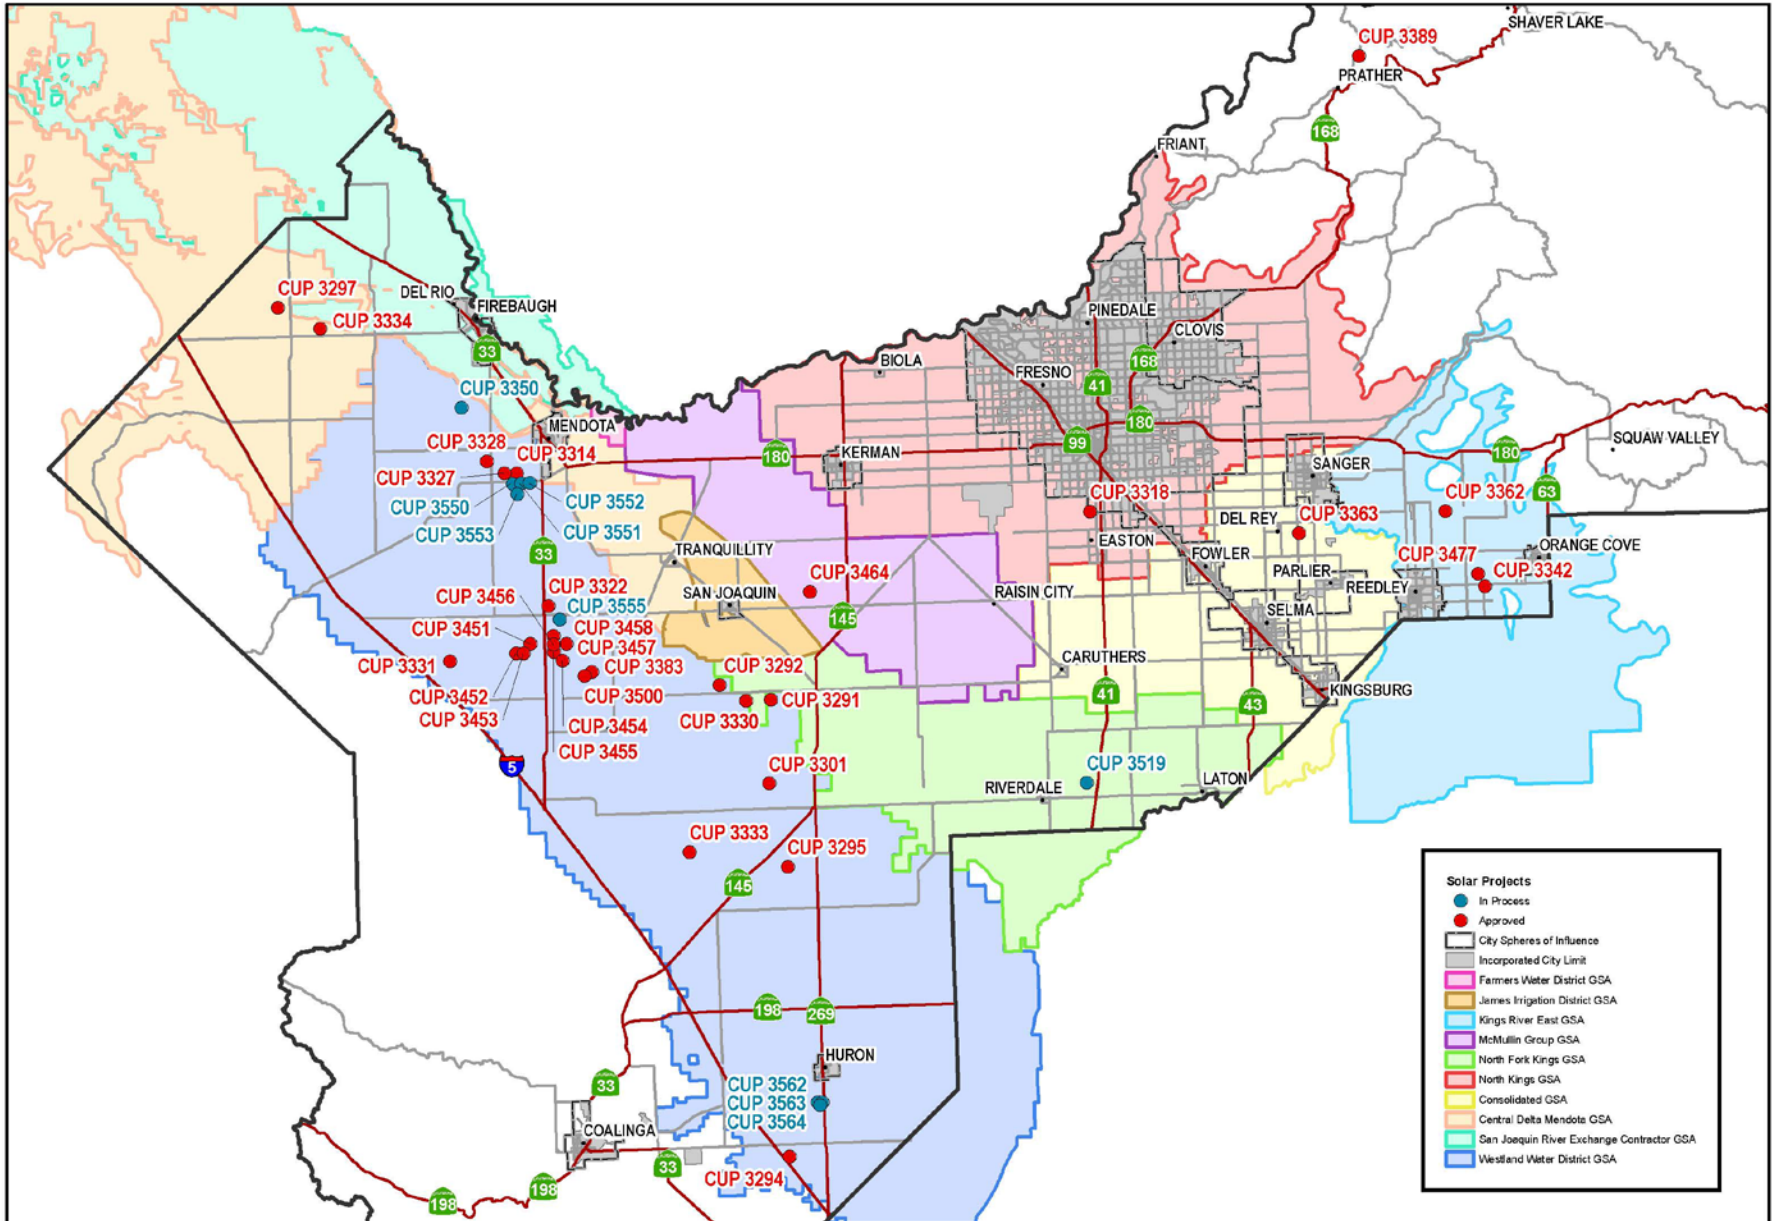 SHAVER LAKE
CUP 3389
PRATHER
168
FRIANT
CUP 3297
DEL RIO
FIREBAUGH
CUP 3334
PINEDALE
CLOVIS
33
168
BIOLA
FRESNO
41
CUP 3350
MENDOTA
180
99
SQUAW VALLEY
CUP 3328
CUP 3314
180
KERMAN
180
SANGER
CUP 3327
CUP 3318
CUP 3362
63
CUP 3550
CUP 3552
CUP 3363
DEL REY
CUP 3553
CUP 3551
EASTON
ORANGE COVE
33
TRANQUILLITY
FOWLER
CUP 3477
PARLIER
CUP 3342
CUP 3322
CUP 3464
REEDLEY
CUP 3456
SAN JOAQUIN
RAISIN CITY
CUP 3555
145
SELMA
CUP 3451
CUP 3458
CUP 3457
CUP 3331
CUP 3383
CUP 3292
CARUTHERS
CUP 3452
CUP 3500
CUP 3291
41
43
KINGSBURG
CUP 3453
CUP 3330
CUP 3454
CUP 3455
5
CUP 3301
CUP 3519
RIVERDALE
LATON
CUP 3333
CUP 3295
145
198
269
HURON
33
CUP 3562
CUP 3563
CUP 3564
COALINGA
33
CUP 3294
198
198
Solar Projects
In Process
Approved
City Spheres of Influence
Incorporated City Limit
Farmers Water District GSA
James Irrigation District GSA
Kings River East GSA
McMullin Group GSA
North Fork Kings GSA
North Kings GSA
Consolidated GSA
Central Delta Mendota GSA
San Joaquin River Exchange Contractor GSA
Westland Water District GSA